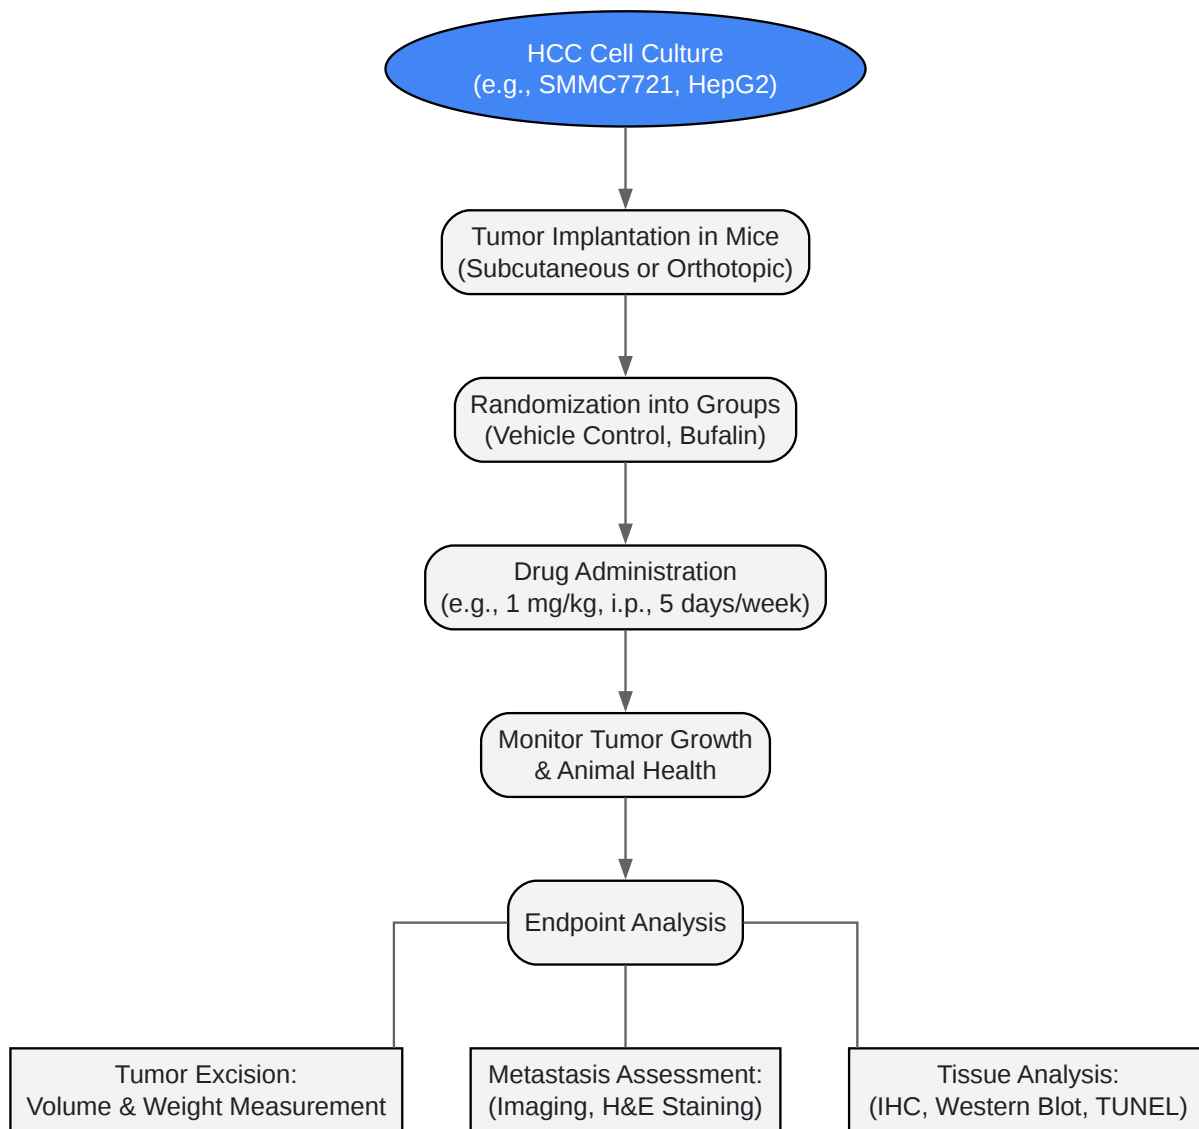 HCC Cell Culture
(e.g., SMMC7721, HepG2)
Tumor Implantation in Mice
(Subcutaneous or Orthotopic)
Randomization into Groups
(Vehicle Control, Bufalin)
Drug Administration
(e.g., 1 mg/kg, i.p., 5 days/week)
Monitor Tumor Growth
& Animal Health
Endpoint Analysis
Tumor Excision:
Volume & Weight Measurement
Metastasis Assessment:
(Imaging, H&E Staining)
Tissue Analysis:
(IHC, Western Blot, TUNEL)